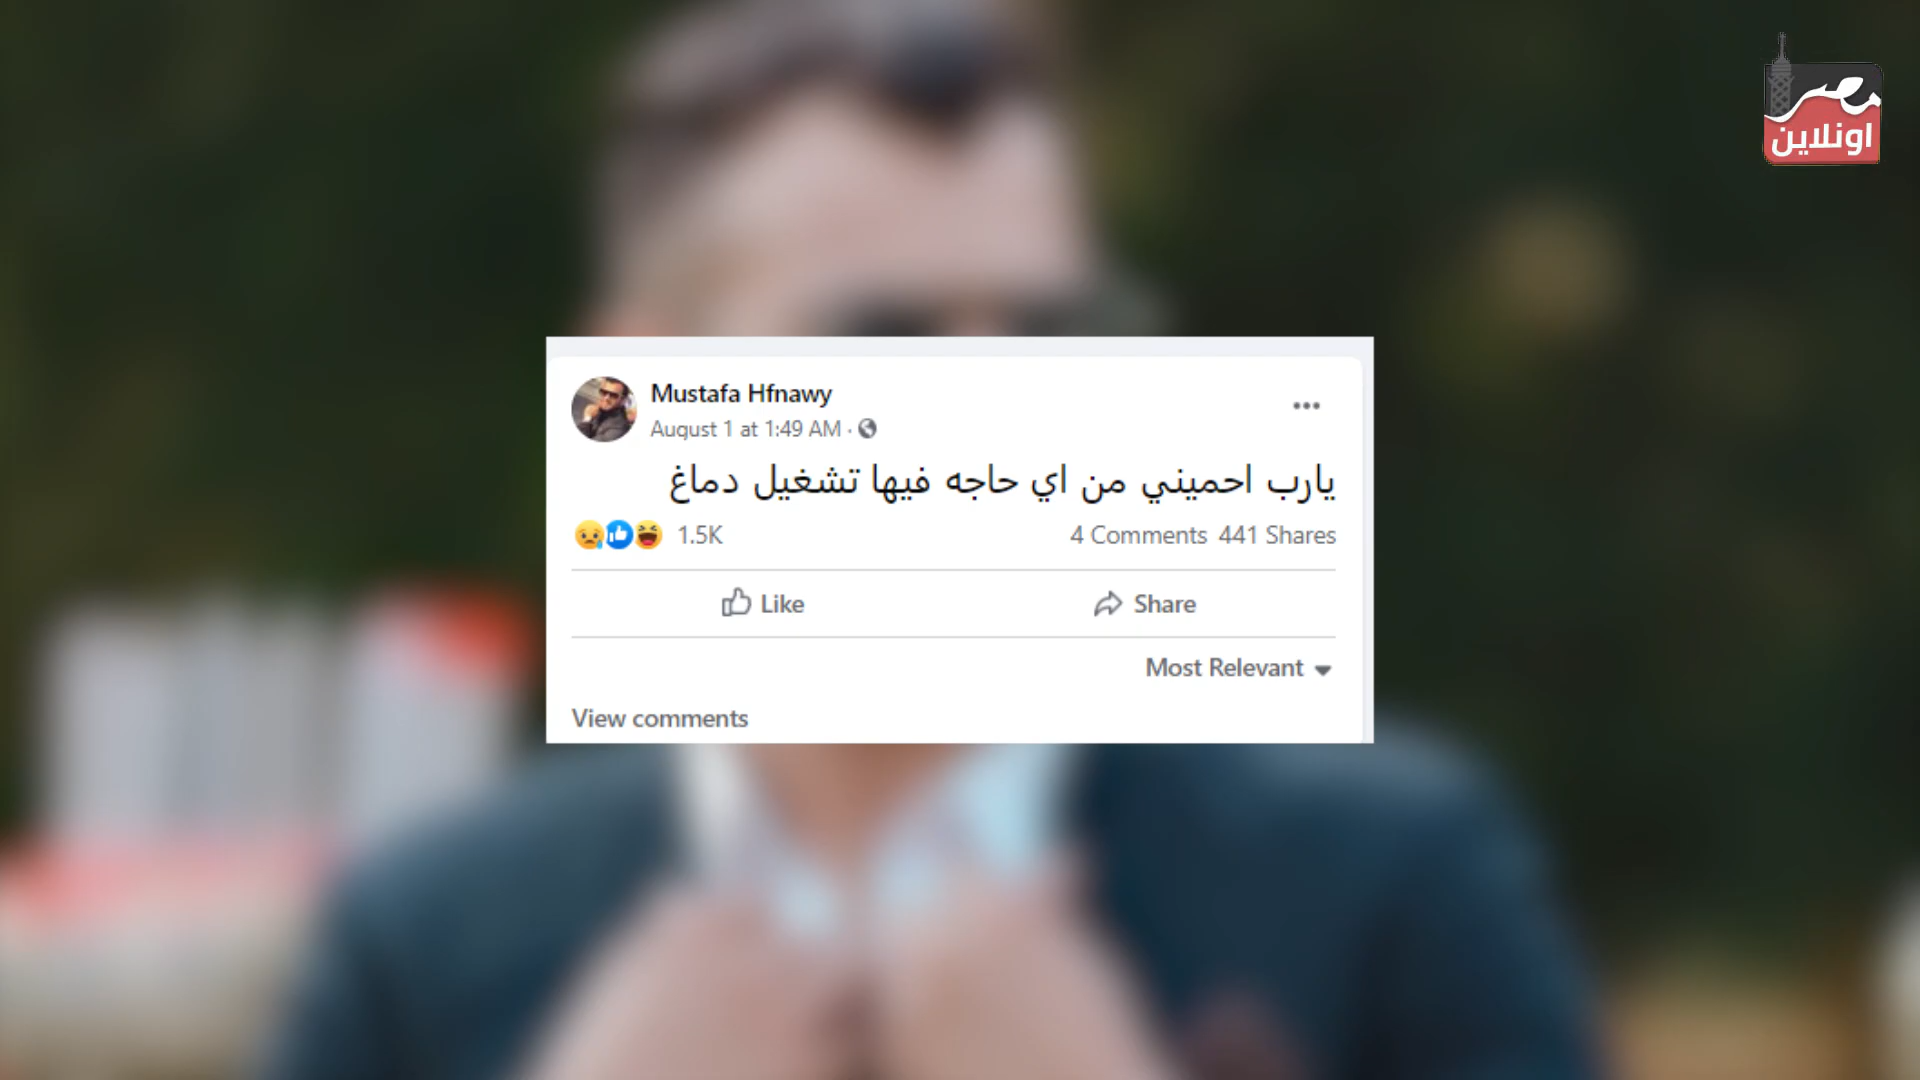 مصر
اونلاين
Mustafa Hfnawy
August 1 at 1:49 AM ·
يارب احميني من اي حاجه فيها تشغيل دماغ
1.5K
4 Comments 441 Shares
Like
Share
Most Relevant
View comments